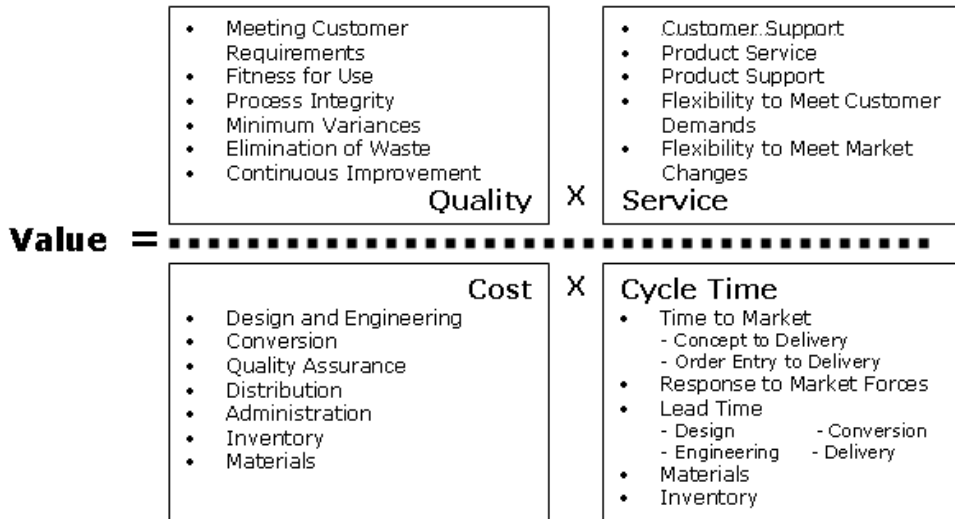 • Meeting Customer
Requirements
• Fitness for Use
• Process Integrity
• Minimum Variances
• Elimination of Waste
• Continuous Improvement
Quality
X
• Customer Support
• Product Service
• Product Support
• Flexibility to Meet Customer
Demands
• Flexibility to Meet Market
Changes
Service
Value =
Cost
• Design and Engineering
• Conversion
• Quality Assurance
• Distribution
• Administration
• Inventory
• Materials
X
Cycle Time
• Time to Market
- Concept to Delivery
- Order Entry to Delivery
• Response to Market Forces
• Lead Time
- Design - Conversion
- Engineering - Delivery
• Materials
• Inventory